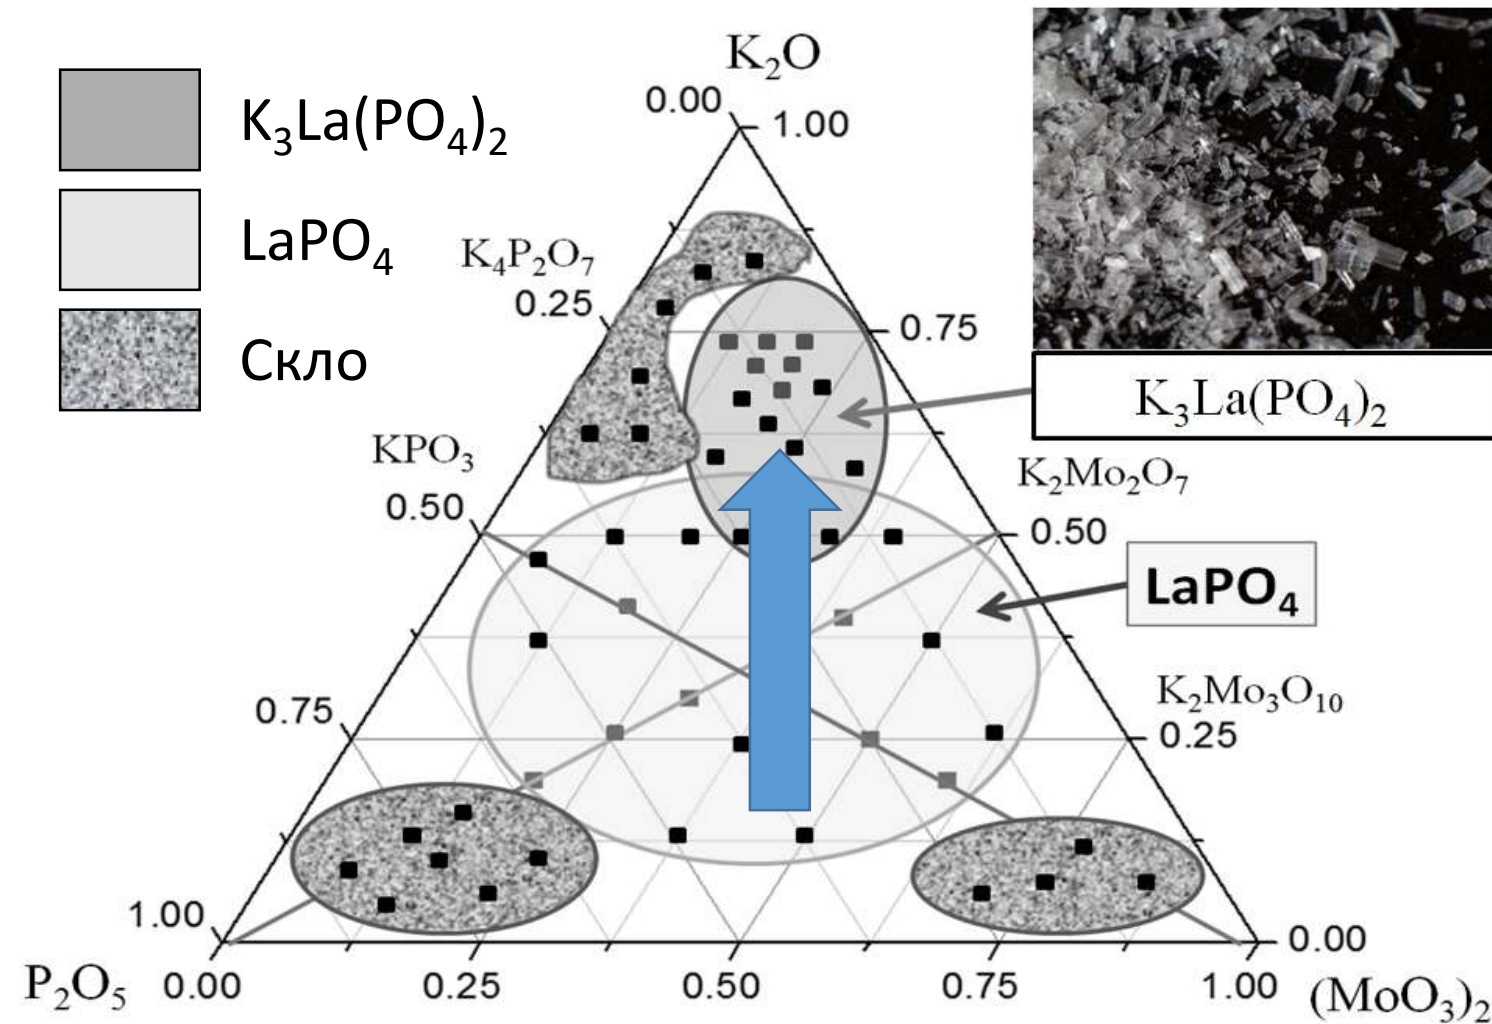 K₃La(PO₄)₂
LaPO₄
Скло
K₂O
0.00
1.00
K₄P₂O₇
0.25
0.75
K₃La(PO₄)₂
KPO₃
0.50
K₂Mo₂O₇
0.50
LaPO₄
0.75
K₂Mo₃O₁₀
0.25
1.00
0.00
P₂O₅ 0.00 0.25 0.50 0.75 1.00 (MoO₃)₂